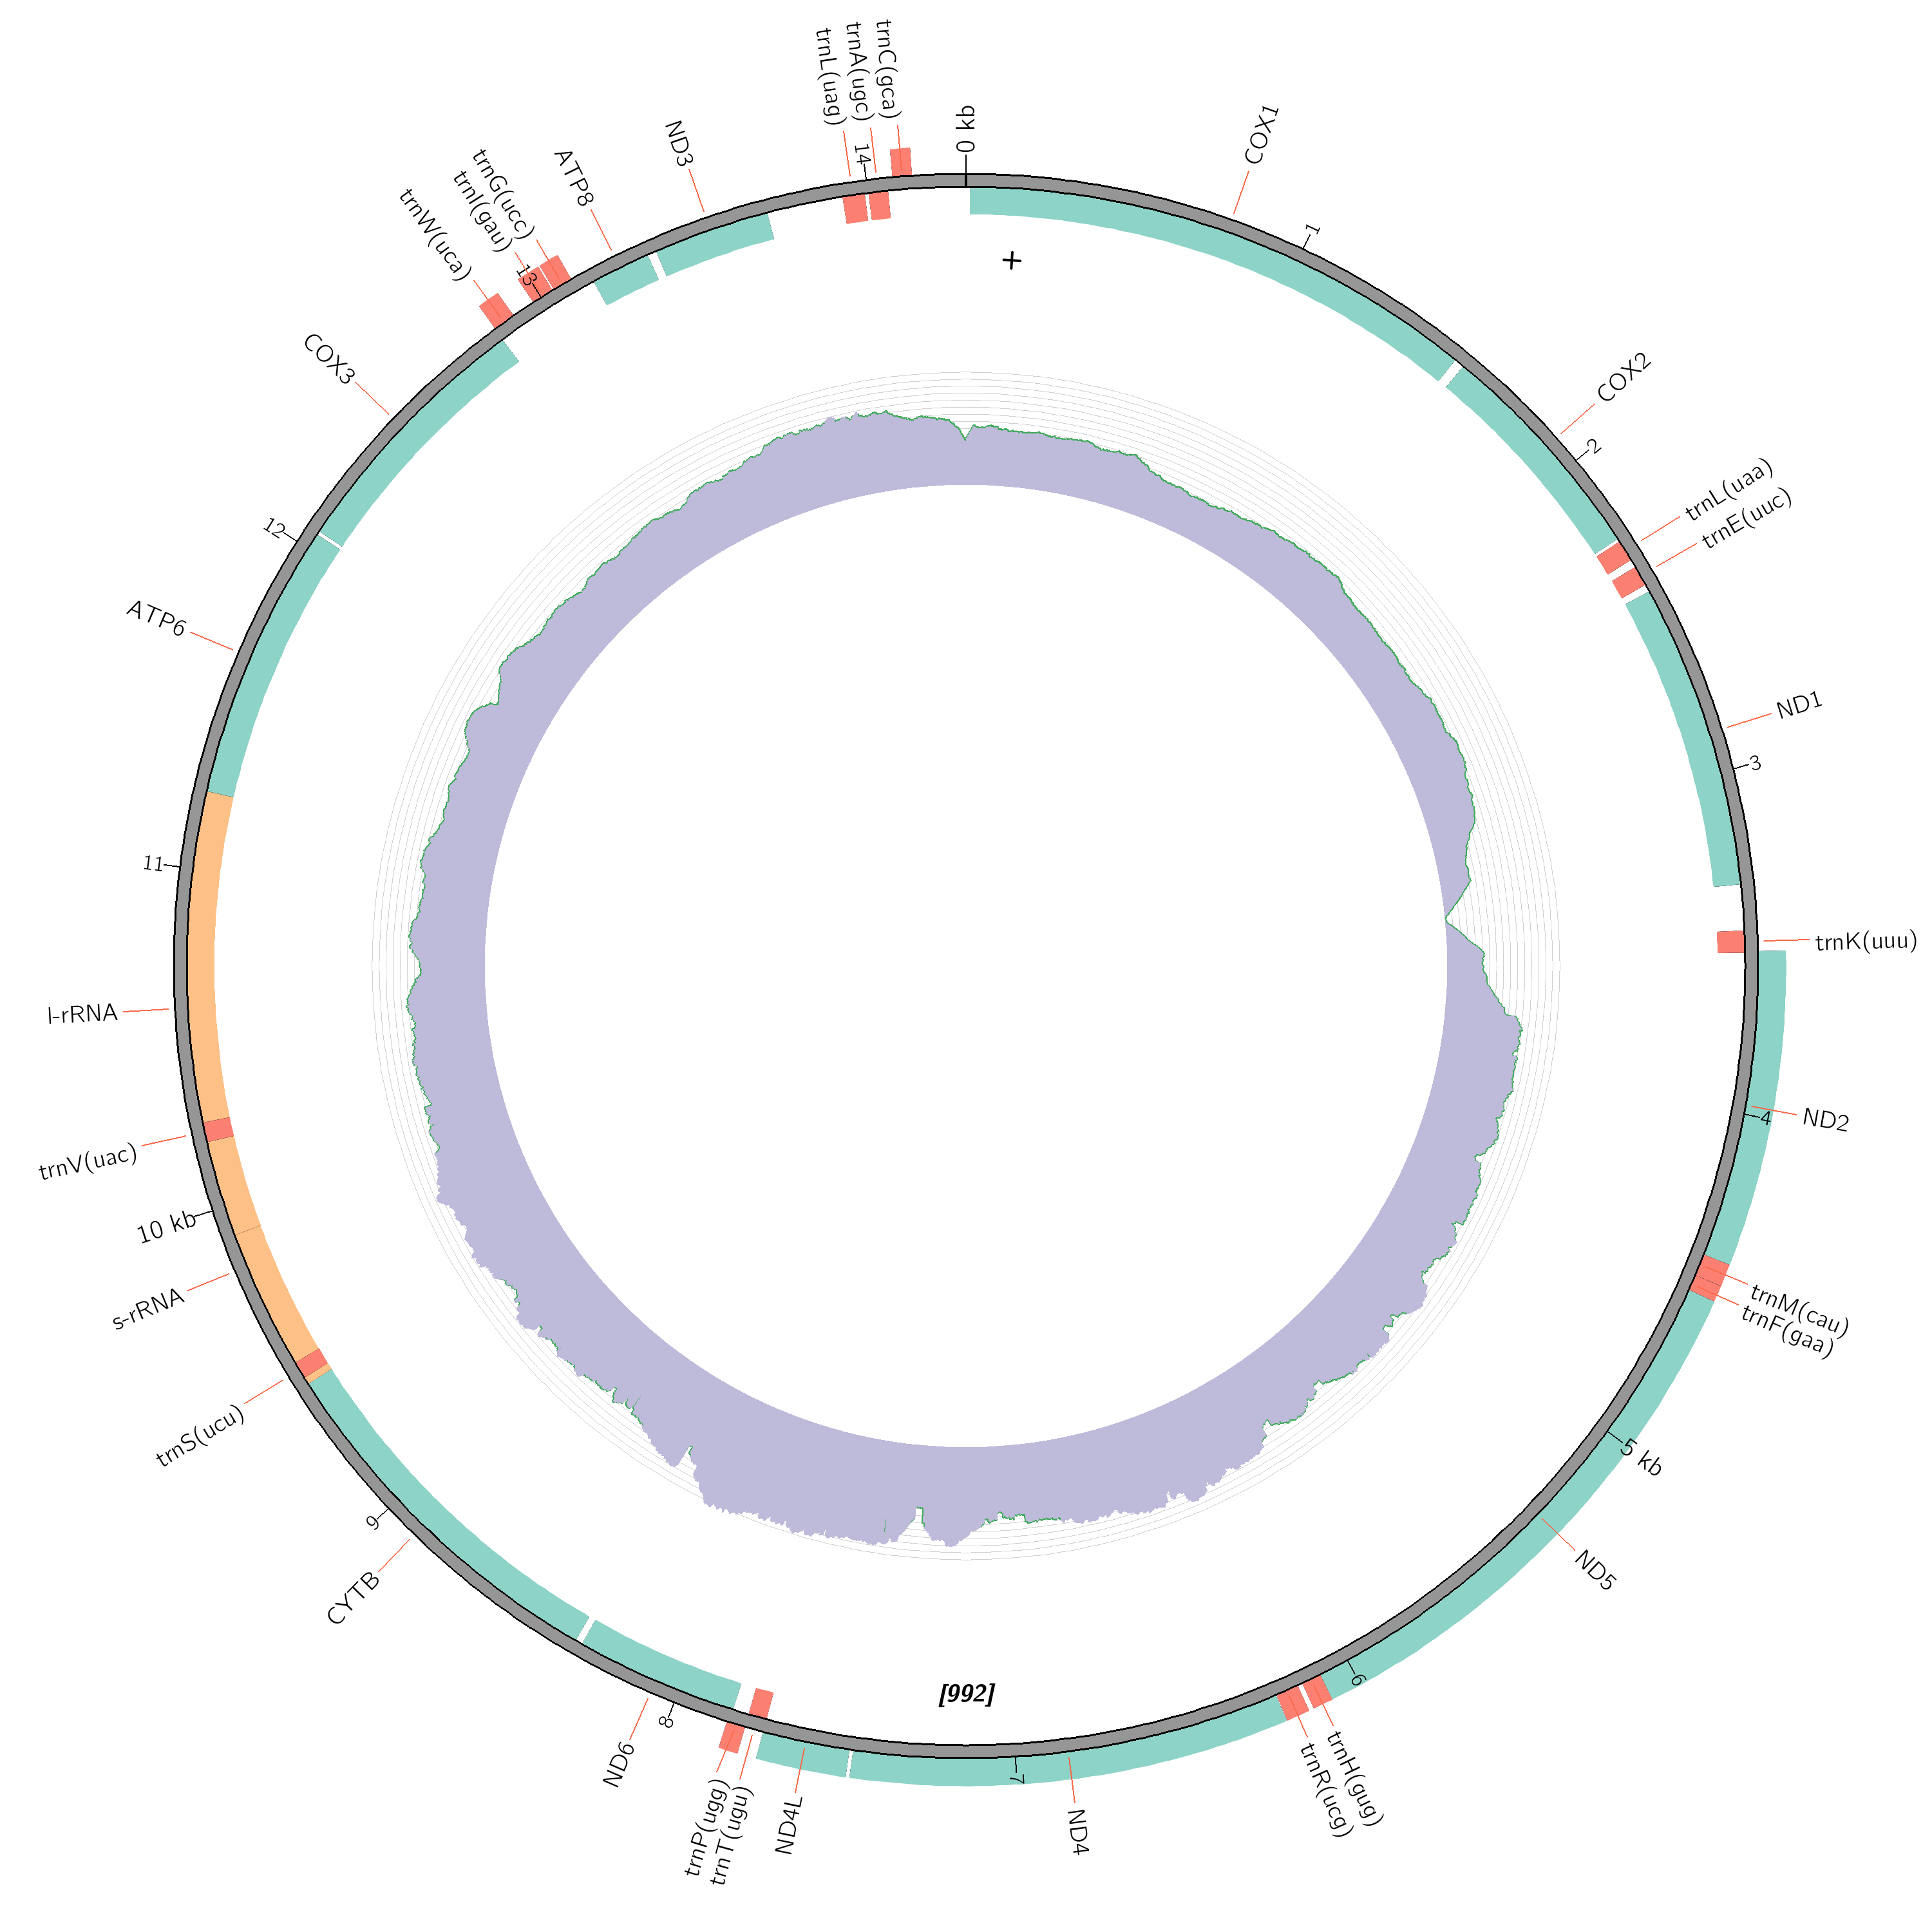 0 kb
COX1
1
COX2
2
trnL(uaa)
trnE(uuc)
ND1
3
trnK(uuu)
ND2
4
trnM(cau)
trnF(gaa)
5 kb
ND5
6
trnH(gug)
trnR(ucg)
ND4
7
ND4L
trnT(ugu)
trnP(ugg)
8
ND6
CYTB
9
trnS(ucu)
s-rRNA
10 kb
trnV(uac)
l-rRNA
11
ATP6
12
COX3
trnW(uca)
13
trnI(gau)
trnG(ucc)
ATP8
ND3
trnL(uag)
14
trnA(ugc)
trnC(gca)
+
[992]